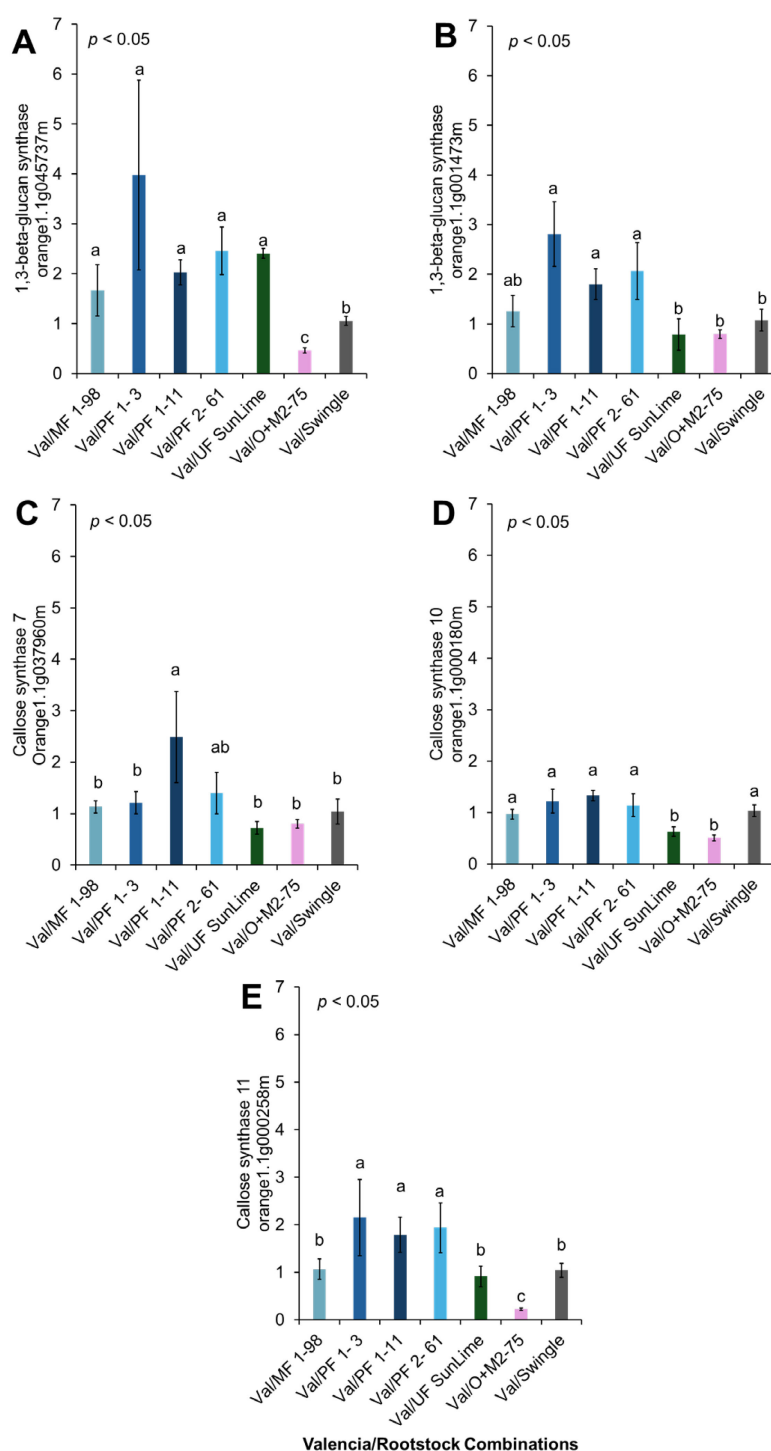 A
p < 0.05
1,3-beta-glucan synthase
orange1.1g045737m
7
6
5
4
3
2
1
0
a
a
a
a
a
c
b
Val/MF 1-98
Val/PF 1- 3
Val/PF 1-11
Val/PF 2- 61
Val/UF SunLime
Val/O+M2-75
Val/Swingle
B
p < 0.05
1,3-beta-glucan synthase
orange1.1g001473m
7
6
5
4
3
2
1
0
ab
a
a
a
b
b
b
Val/MF 1-98
Val/PF 1- 3
Val/PF 1-11
Val/PF 2- 61
Val/UF SunLime
Val/O+M2-75
Val/Swingle
C
p < 0.05
Callose synthase 7
Orange1.1g037960m
7
6
5
4
3
2
1
0
b
b
a
ab
b
b
b
Val/MF 1-98
Val/PF 1- 3
Val/PF 1-11
Val/PF 2- 61
Val/UF SunLime
Val/O+M2-75
Val/Swingle
D
p < 0.05
Callose synthase 10
orange1.1g000180m
7
6
5
4
3
2
1
0
a
a
a
a
b
b
a
Val/MF 1-98
Val/PF 1- 3
Val/PF 1-11
Val/PF 2- 61
Val/UF SunLime
Val/O+M2-75
Val/Swingle
E
p < 0.05
Callose synthase 11
orange1.1g000258m
7
6
5
4
3
2
1
0
b
a
a
a
b
c
b
Val/MF 1-98
Val/PF 1- 3
Val/PF 1-11
Val/PF 2- 61
Val/UF SunLime
Val/O+M2-75
Val/Swingle
Valencia/Rootstock Combinations